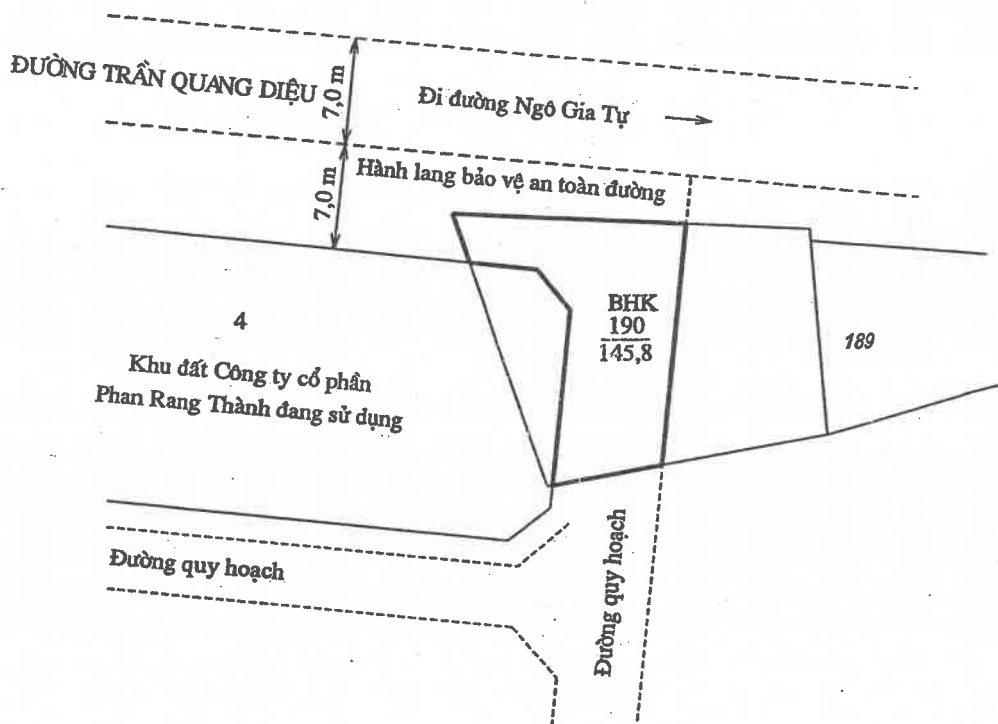 ĐƯỜNG TRẦN QUANG DIỆU
7,0 m
Đi đường Ngô Gia Tự
7,0 m
Hành lang bảo vệ an toàn đường
BHK
190
145,8
189
4
Khu đất Công ty cổ phần
Phan Rang Thành đang sử dụng
Đường quy hoạch
Đường quy hoạch